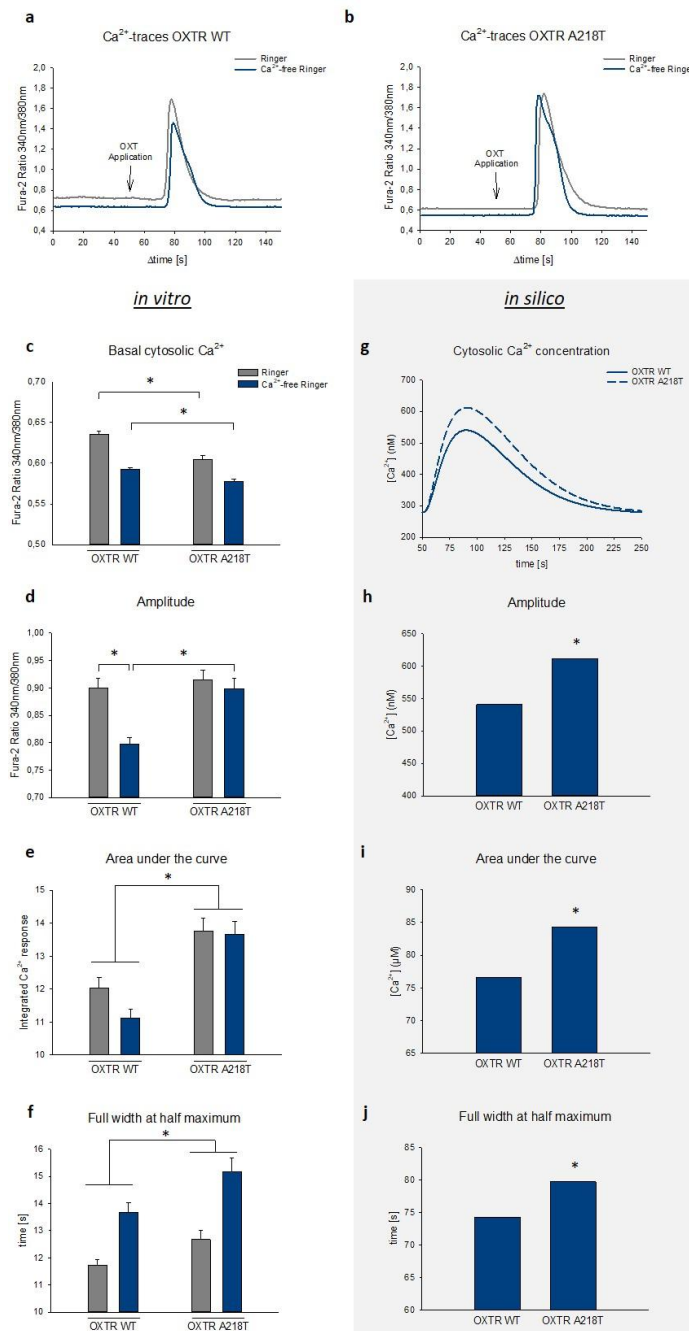 a
Ca²⁺-traces OXTR WT
Ringer
Ca²⁺-free Ringer
Fura-2 Ratio 340nm/380nm
2,0
1,8
1,6
1,4
1,2
1,0
0,8
0,6
0,4
OXT
Application
0
20
40
60
80
100
120
140
Δtime [s]
b
Ca²⁺-traces OXTR A218T
Ringer
Ca²⁺-free Ringer
Fura-2 Ratio 340nm/380nm
2,0
1,8
1,6
1,4
1,2
1,0
0,8
0,6
0,4
OXT
Application
0
20
40
60
80
100
120
140
Δtime [s]
in vitro
in silico
c
Basal cytosolic Ca²⁺
Ringer
Ca²⁺-free Ringer
Fura-2 Ratio 340nm/380nm
0,70
0,65
0,60
0,55
0,50
*
*
OXTR WT
OXTR A218T
g
Cytosolic Ca²⁺ concentration
OXTR WT
OXTR A218T
[Ca²⁺] (nM)
700
600
500
400
300
200
50
75
100
125
150
175
200
225
250
time [s]
d
Amplitude
Fura-2 Ratio 340nm/380nm
1,00
0,95
0,90
0,85
0,80
0,75
0,70
*
*
OXTR WT
OXTR A218T
h
Amplitude
[Ca²⁺] (nM)
650
600
550
500
450
400
*
OXTR WT
OXTR A218T
e
Area under the curve
Integrated Ca²⁺ response
15
14
13
12
11
10
*
OXTR WT
OXTR A218T
i
Area under the curve
[Ca²⁺] (µM)
90
85
80
75
70
65
*
OXTR WT
OXTR A218T
f
Full width at half maximum
time [s]
16
15
14
13
12
11
10
*
OXTR WT
OXTR A218T
j
Full width at half maximum
time [s]
85
80
75
70
65
60
*
OXTR WT
OXTR A218T